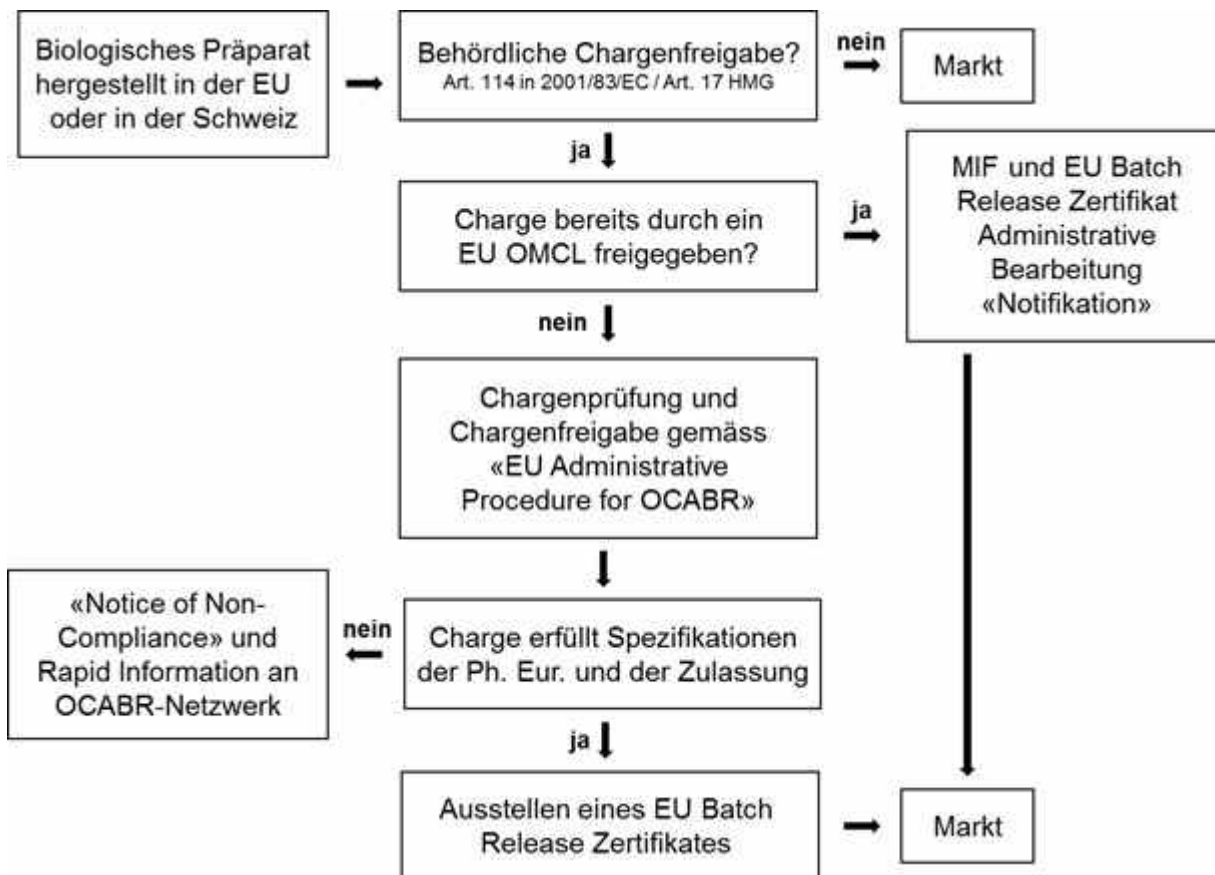 Biologisches Präparat
hergestellt in der EU
oder in der Schweiz
Behördliche Chargenfreigabe?
Art. 114 in 2001/83/EC / Art. 17 HMG
nein
Markt
ja
Charge bereits durch ein
EU OMCL freigegeben?
ja
MIF und EU Batch
Release Zertifikat
Administrative
Bearbeitung
«Notifikation»
nein
Chargenprüfung und
Chargenfreigabe gemäss
«EU Administrative
Procedure for OCABR»
«Notice of Non-
Compliance» und
Rapid Information an
OCABR-Netzwerk
nein
Charge erfüllt Spezifikationen
der Ph. Eur. und der Zulassung
ja
Ausstellen eines EU Batch
Release Zertifikates
Markt